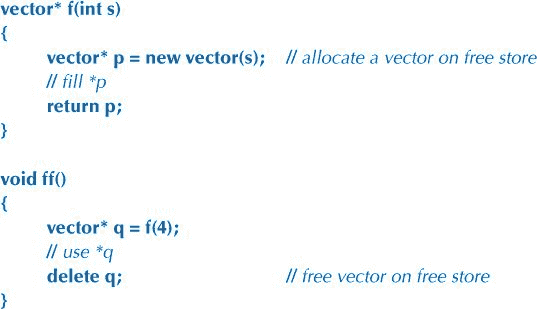 vector* f(int s)
{
vector* p = new vector(s); // allocate a vector on free store
// fill *p
return p;
}
void ff()
{
vector* q = f(4);
// use *q
delete q; // free vector on free store
}